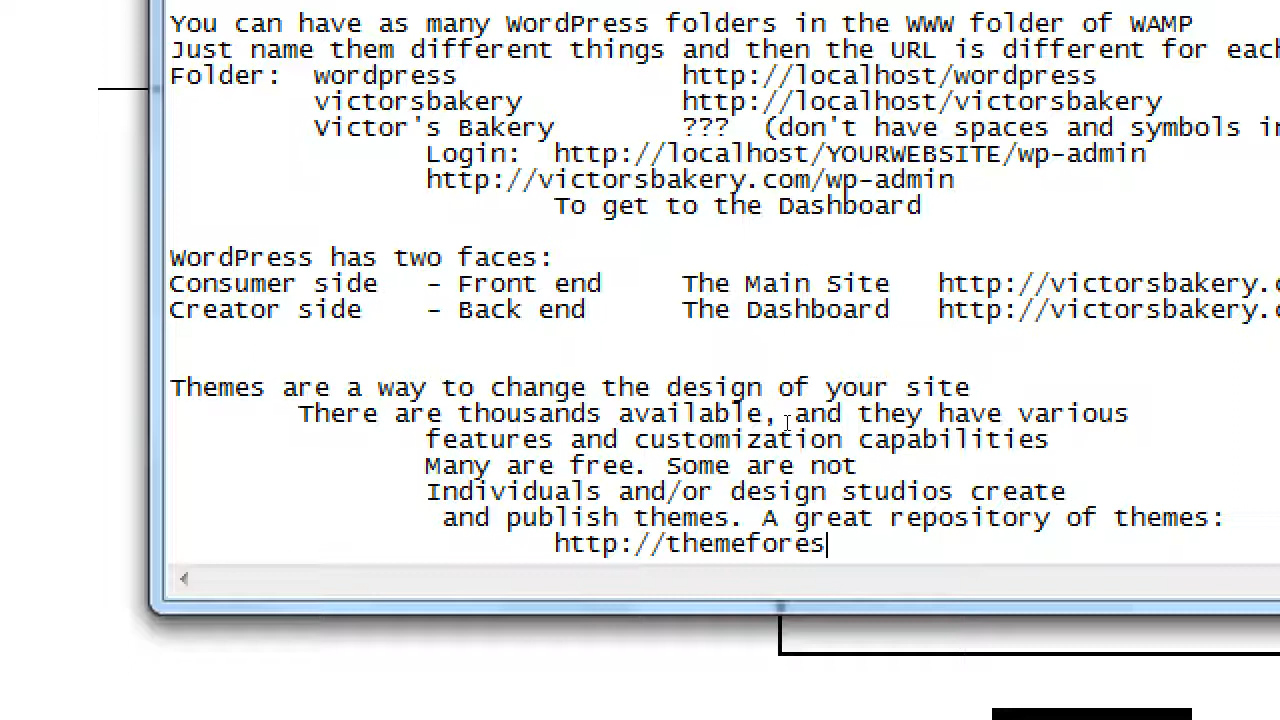 You can have as many WordPress folders in the WWW folder of WAMP
Just name them different things and then the URL is different for each
Folder: wordpress http://localhost/wordpress
victorsbakery http://localhost/victorsbakery
Victor's Bakery ??? (don't have spaces and symbols in
Login: http://localhost/YOURWEBSITE/wp-admin
http://victorsbakery.com/wp-admin
To get to the Dashboard
WordPress has two faces:
Consumer side - Front end The Main Site http://victorsbakery.c
Creator side - Back end The Dashboard http://victorsbakery.c
Themes are a way to change the design of your site
There are thousands available, and they have various
features and customization capabilities
Many are free. Some are not
Individuals and/or design studios create
and publish themes. A great repository of themes:
http://themefores